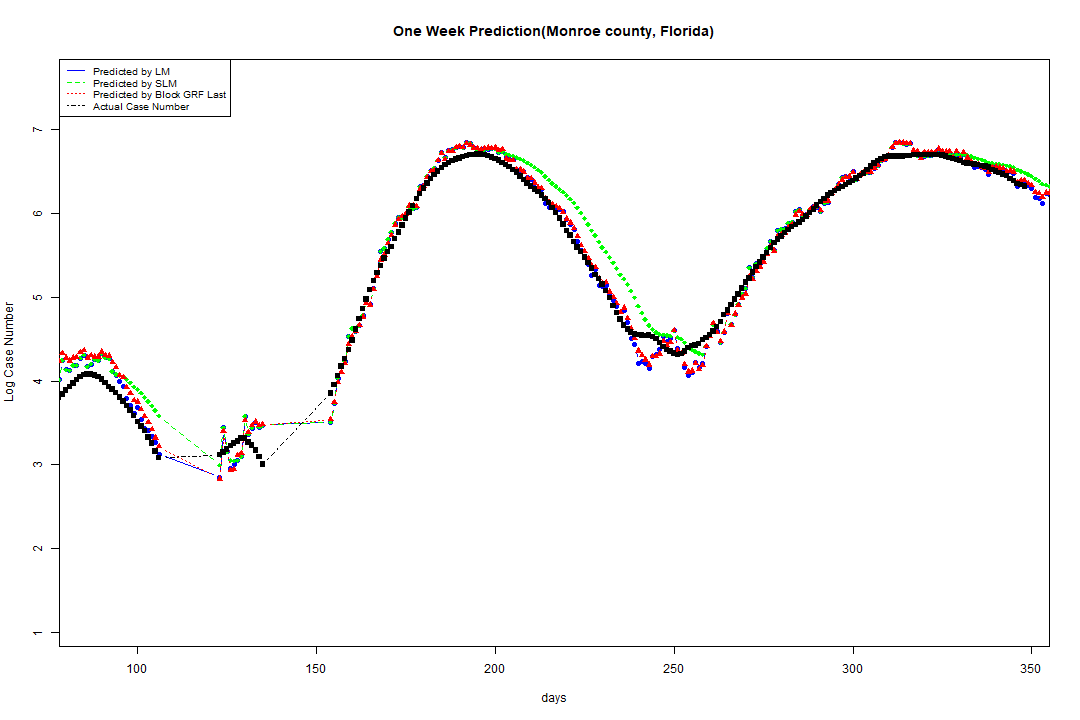 One Week Prediction(Monroe county, Florida)
Predicted by LM
Predicted by SLM
Predicted by Block GRF Last
Actual Case Number
7
6
5
4
3
2
1
Log Case Number
100 150 200 250 300 350
days